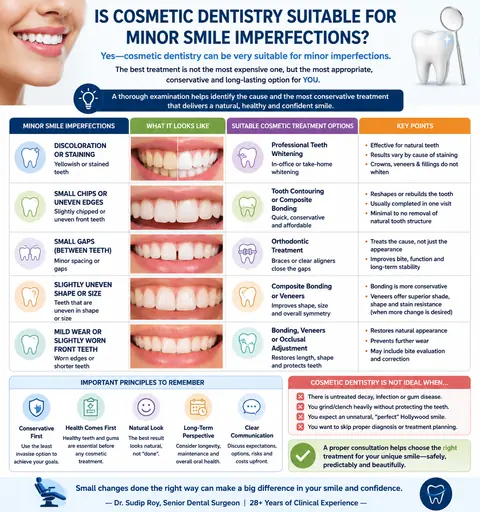 IS COSMETIC DENTISTRY SUITABLE FOR
MINOR SMILE IMPERFECTIONS?
Yes—cosmetic dentistry can be very suitable for minor imperfections.
The best treatment is not the most expensive one, but the most appropriate,
conservative and long-lasting option for YOU.
A thorough examination helps identify the cause and the most conservative treatment
that delivers a natural, healthy and confident smile.
MINOR SMILE IMPERFECTIONS
WHAT IT LOOKS LIKE
SUITABLE COSMETIC TREATMENT OPTIONS
KEY POINTS
DISCOLORATION
OR STAINING
Yellowish or stained
teeth
Professional Teeth
Whitening
In-office or take-home
whitening
• Effective for natural teeth
• Results vary by cause of staining
• Crowns, veneers & fillings do not
whiten
SMALL CHIPS OR
UNEVEN EDGES
Slightly chipped or
uneven front teeth
Tooth Contouring
or Composite
Bonding
Quick, conservative
and affordable
• Reshapes or rebuilds the tooth
• Usually completed in one visit
• Minimal to no removal of
natural tooth structure
SMALL GAPS
(BETWEEN TEETH)
Minor spacing or
gaps
Orthodontic
Treatment
Braces or clear aligners
close the gaps
• Treats the cause, not just the
appearance
• Improves bite, function and
long-term stability
SLIGHTLY UNEVEN
SHAPE OR SIZE
Teeth that are
uneven in shape
or size
Composite Bonding
or Veneers
Improves shape, size
and overall symmetry
• Bonding is more conservative
• Veneers offer superior shade,
shape and stain resistance
(when more change is desired)
MILD WEAR OR
SLIGHTLY WORN
FRONT TEETH
Worn edges or
shorter teeth
Bonding, Veneers
or Occlusal
Adjustment
Restores length, shape
and protects teeth
• Restores natural appearance
• Prevents further wear
• May include bite evaluation and
correction
IMPORTANT PRINCIPLES TO REMEMBER
Conservative
First
Use the least
invasive option to
achieve your goals.
Health Comes First
Healthy teeth and gums
are essential before
any cosmetic
treatment.
Natural Look
The best result
looks natural,
not "done".
Long-Term
Perspective
Consider longevity,
maintenance and
overall oral health.
Clear
Communication
Discuss expectations,
options, risks and
costs upfront.
COSMETIC DENTISTRY IS NOT IDEAL WHEN...
There is untreated decay, infection or gum disease.
You grind/clench heavily without protecting the teeth.
You expect an unnatural, "perfect" Hollywood smile.
You want to skip proper diagnosis or treatment planning.
A proper consultation helps choose the right
treatment for your unique smile—safely,
predictably and beautifully.
Small changes done the right way can make a big difference in your smile and confidence.
— Dr. Sudip Roy, Senior Dental Surgeon | 28+ Years of Clinical Experience —